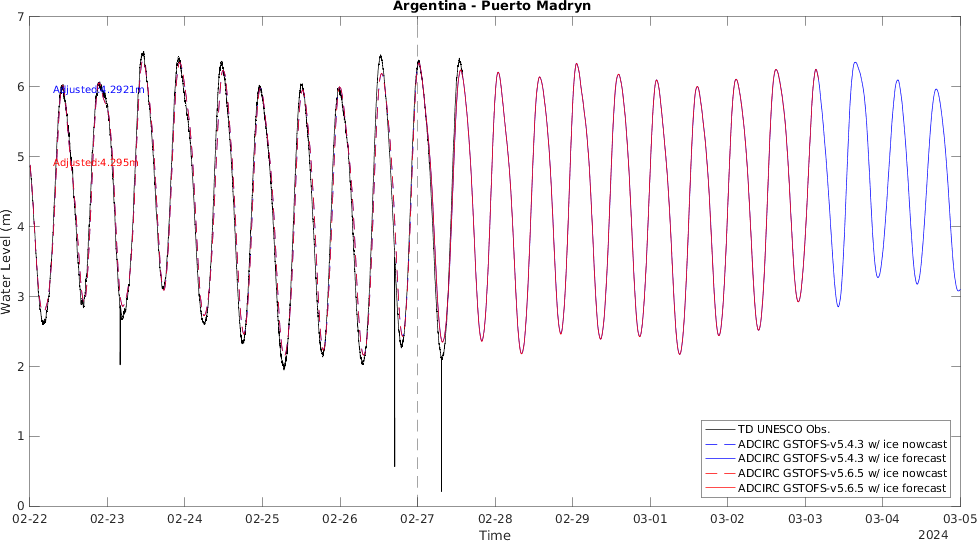 Argentina - Puerto Madryn
7
6
5
4
3
2
1
0
Water Level (m)
Adjusted:4.2921m
Adjusted:4.295m
TD UNESCO Obs.
ADCIRC GSTOFS-v5.4.3 w/ ice nowcast
ADCIRC GSTOFS-v5.4.3 w/ ice forecast
ADCIRC GSTOFS-v5.6.5 w/ ice nowcast
ADCIRC GSTOFS-v5.6.5 w/ ice forecast
02-22 02-23 02-24 02-25 02-26 02-27 02-28 02-29 03-01 03-02 03-03 03-04 03-05
Time
2024